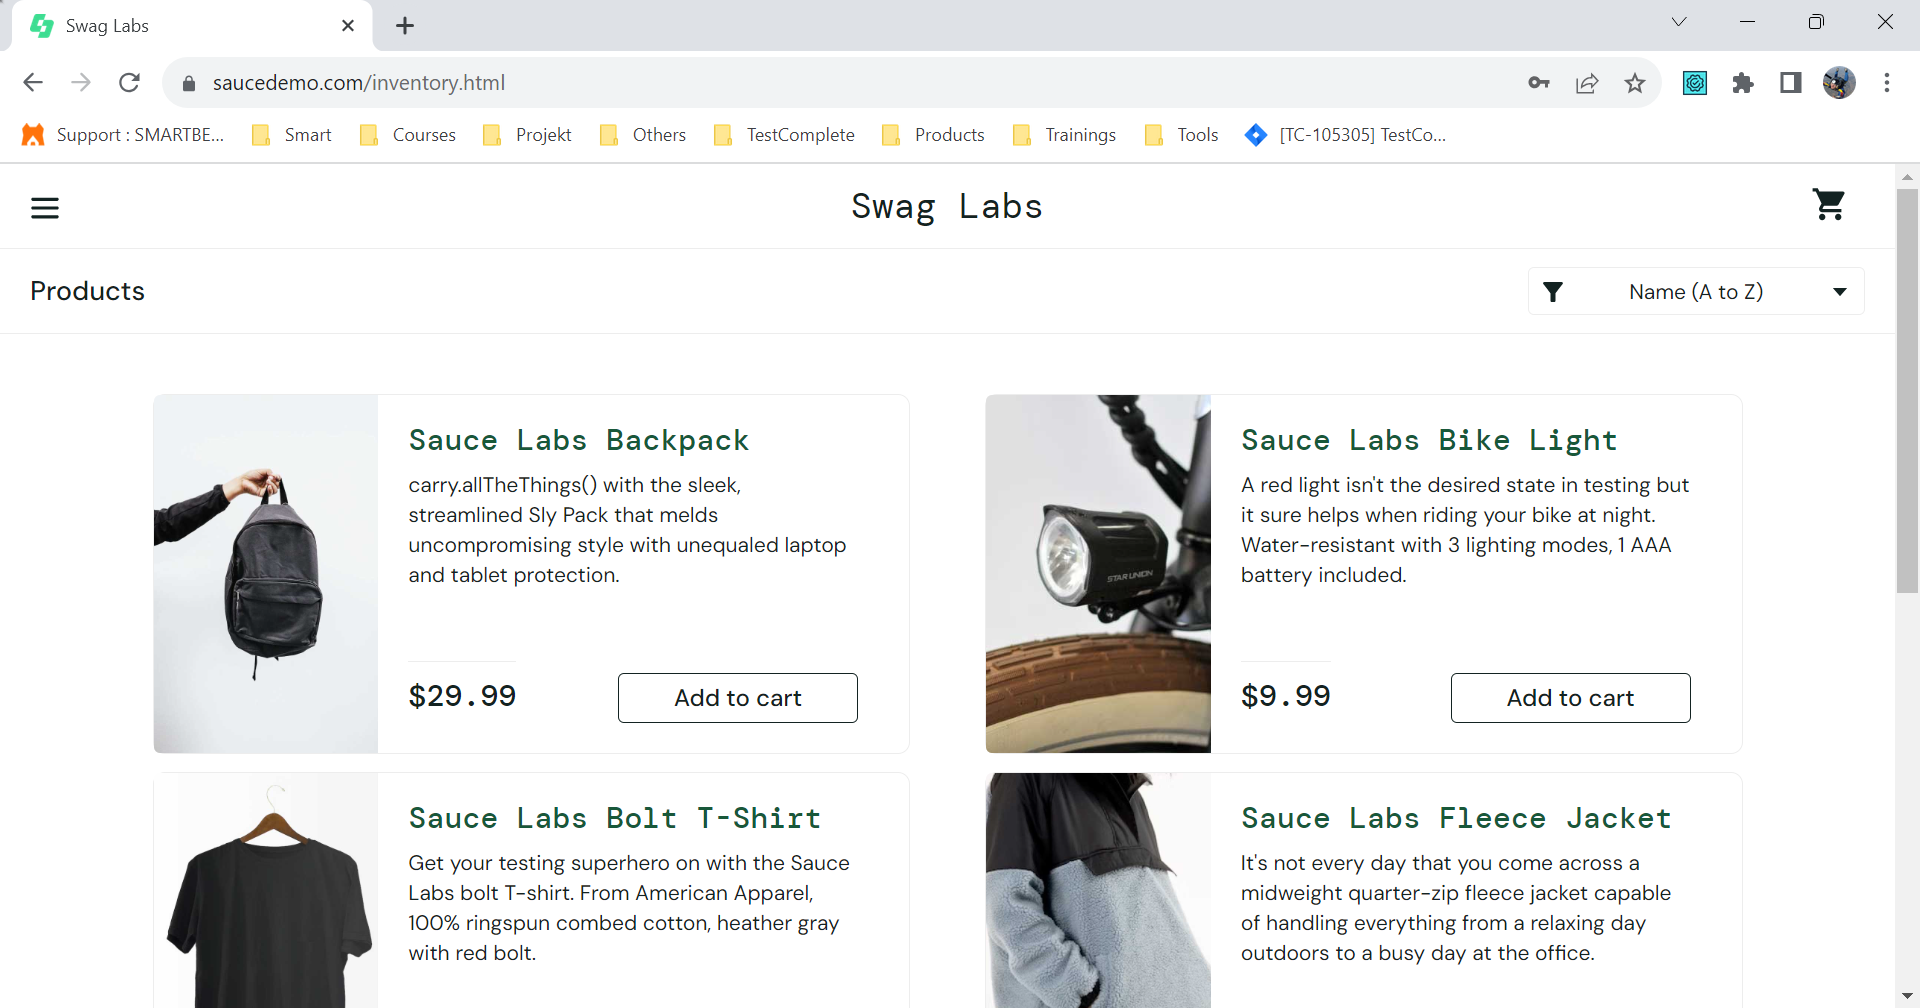 Swag Labs
saucedemo.com/inventory.html
Support : SMARTBE... Smart Courses Projekt Others TestComplete Products Trainings Tools [TC-105305] TestCo...
Swag Labs
Products
Name (A to Z)
Sauce Labs Backpack
carry.allTheThings() with the sleek,
streamlined Sly Pack that melds
uncompromising style with unequaled laptop
and tablet protection.
$29.99
Add to cart
Sauce Labs Bike Light
A red light isn't the desired state in testing but
it sure helps when riding your bike at night.
Water-resistant with 3 lighting modes, 1 AAA
battery included.
STAR UNION
$9.99
Add to cart
Sauce Labs Bolt T-Shirt
Get your testing superhero on with the Sauce
Labs bolt T-shirt. From American Apparel,
100% ringspun combed cotton, heather gray
with red bolt.
Sauce Labs Fleece Jacket
It's not every day that you come across a
midweight quarter-zip fleece jacket capable
of handling everything from a relaxing day
outdoors to a busy day at the office.